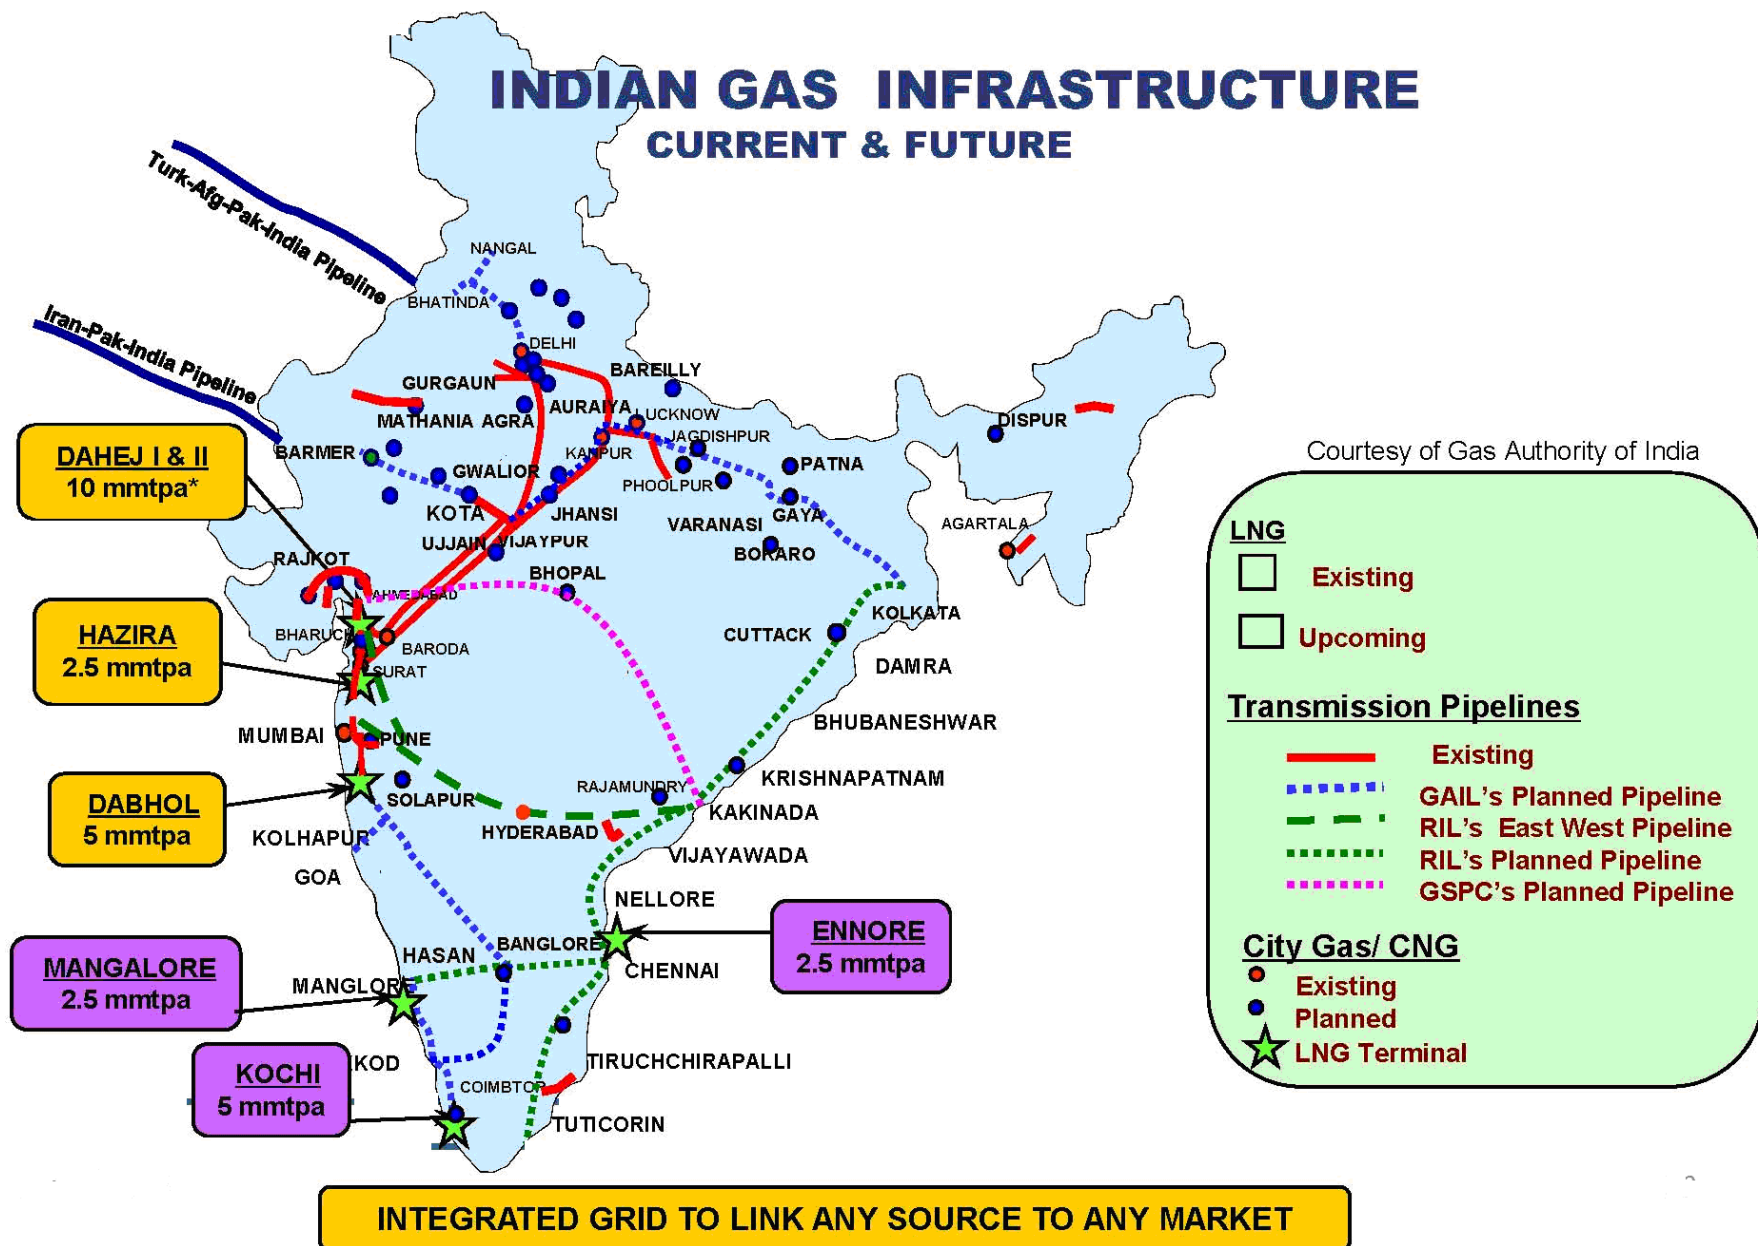 INDIAN GAS INFRASTRUCTURE
CURRENT & FUTURE
Turk-Afg-Pak-India Pipeline
Iran-Pak-India Pipeline
NANGAL
BHATINDA
DELHI
GURGAUN
BAREILLY
MATHANIA AGRA
AURAIYA
LUCKNOW
JAGDISHPUR
KANPUR
DISPUR
BARMER
GWALIOR
PATNA
PHOOLPUR
KOTA
JHANSI
VARANASI
GAYA
AGARTALA
UJJAIN
VIJAYPUR
BOKARO
RAJKOT
BHOPAL
AHMEDABAD
KOLKATA
BHARUCH
BARODA
CUTTACK
SURAT
DAMRA
BHUBANESHWAR
MUMBAI
PUNE
KRISHNAPATNAM
SOLAPUR
RAJAMUNDRY
KAKINADA
HYDERABAD
KOLHAPUR
VIJAYAWADA
GOA
NELLORE
HASAN
BANGLORE
CHENNAI
MANGLORE
KOD
TIRUCHCHIRAPALLI
COIMBTOR
TUTICORIN
DAHEJ I & II
10 mmtpa*
HAZIRA
2.5 mmtpa
DABHOL
5 mmtpa
MANGALORE
2.5 mmtpa
KOCHI
5 mmtpa
ENNORE
2.5 mmtpa
Courtesy of Gas Authority of India
LNG
Existing
Upcoming
Transmission Pipelines
Existing
GAIL's Planned Pipeline
RIL's East West Pipeline
RIL's Planned Pipeline
GSPC's Planned Pipeline
City Gas/ CNG
Existing
Planned
LNG Terminal
INTEGRATED GRID TO LINK ANY SOURCE TO ANY MARKET